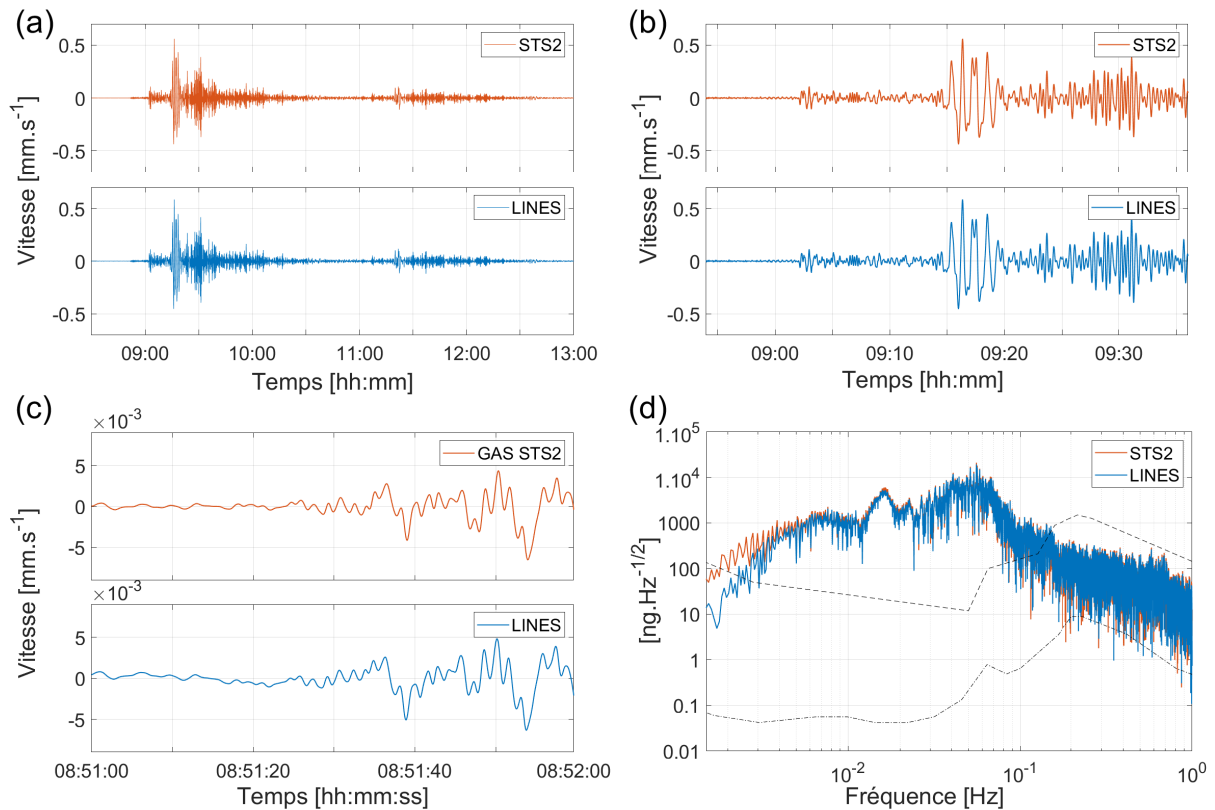 (a)
STS2
0.5
0
-0.5
Vitesse [mm.s⁻¹]
LINES
0.5
0
-0.5
09:00 10:00 11:00 12:00 13:00
Temps [hh:mm]
(b)
STS2
0.5
0
-0.5
Vitesse [mm.s⁻¹]
LINES
0.5
0
-0.5
09:00 09:10 09:20 09:30
Temps [hh:mm]
(c)
×10⁻³
GAS STS2
5
0
-5
Vitesse [mm.s⁻¹]
×10⁻³
LINES
5
0
-5
08:51:00 08:51:20 08:51:40 08:52:00
Temps [hh:mm:ss]
(d)
STS2
LINES
1.10⁵
1.10⁴
1000
100
10
1
0.1
0.01
[ng.Hz⁻¹/²]
10⁻² 10⁻¹ 10⁰
Fréquence [Hz]